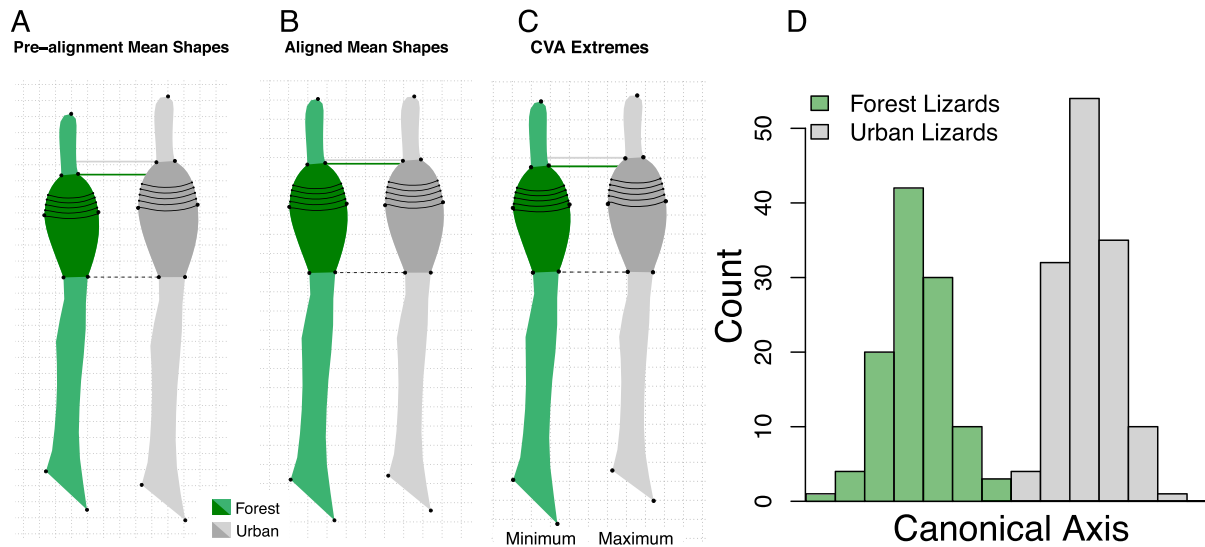 A
Pre–alignment Mean Shapes
B
Aligned Mean Shapes
C
CVA Extremes
D
Forest
Urban
Minimum
Maximum
Forest Lizards
Urban Lizards
Count
50
40
30
20
10
0
Canonical Axis